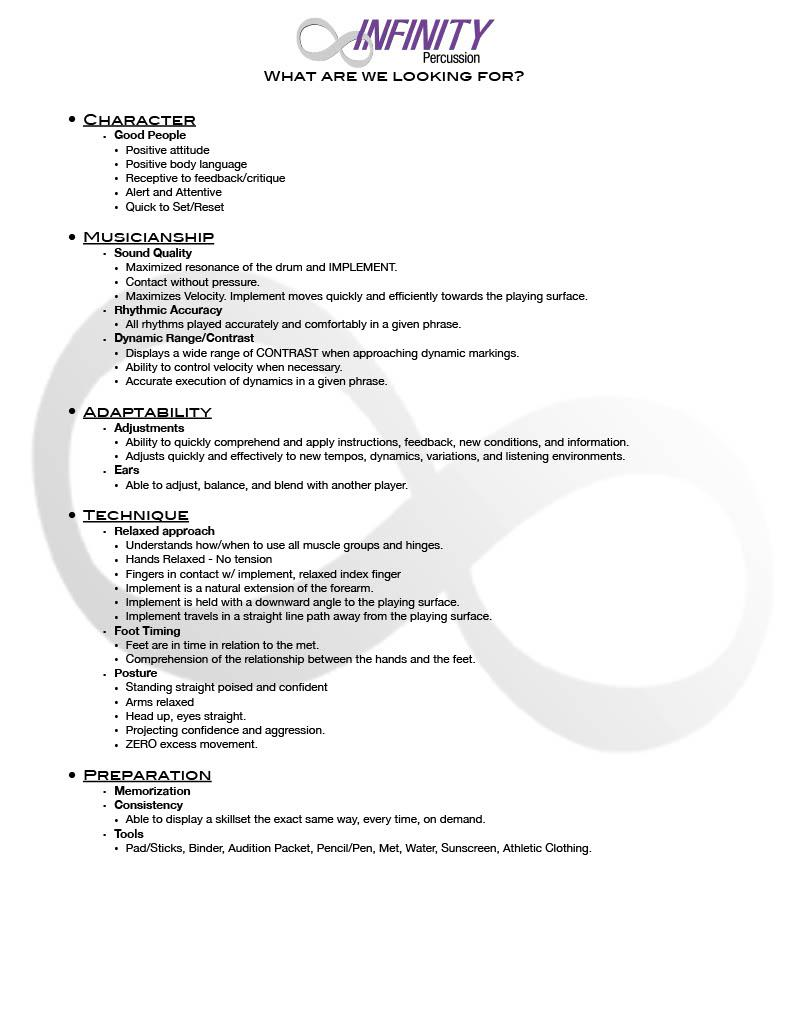 INFINITY
Percussion
WHAT ARE WE LOOKING FOR?
• CHARACTER
• Good People
• Positive attitude
• Positive body language
• Receptive to feedback/critique
• Alert and Attentive
• Quick to Set/Reset
• MUSICIANSHIP
• Sound Quality
• Maximized resonance of the drum and IMPLEMENT.
• Contact without pressure.
• Maximizes Velocity. Implement moves quickly and efficiently towards the playing surface.
• Rhythmic Accuracy
• All rhythms played accurately and comfortably in a given phrase.
• Dynamic Range/Contrast
• Displays a wide range of CONTRAST when approaching dynamic markings.
• Ability to control velocity when necessary.
• Accurate execution of dynamics in a given phrase.
• ADAPTABILITY
• Adjustments
• Ability to quickly comprehend and apply instructions, feedback, new conditions, and information.
• Adjusts quickly and effectively to new tempos, dynamics, variations, and listening environments.
• Ears
• Able to adjust, balance, and blend with another player.
• TECHNIQUE
• Relaxed approach
• Understands how/when to use all muscle groups and hinges.
• Hands Relaxed - No tension
• Fingers in contact w/ implement, relaxed index finger
• Implement is a natural extension of the forearm.
• Implement is held with a downward angle to the playing surface.
• Implement travels in a straight line path away from the playing surface.
• Foot Timing
• Feet are in time in relation to the met.
• Comprehension of the relationship between the hands and the feet.
• Posture
• Standing straight poised and confident
• Arms relaxed
• Head up, eyes straight.
• Projecting confidence and aggression.
• ZERO excess movement.
• PREPARATION
• Memorization
• Consistency
• Able to display a skillset the exact same way, every time, on demand.
• Tools
• Pad/Sticks, Binder, Audition Packet, Pencil/Pen, Met, Water, Sunscreen, Athletic Clothing.